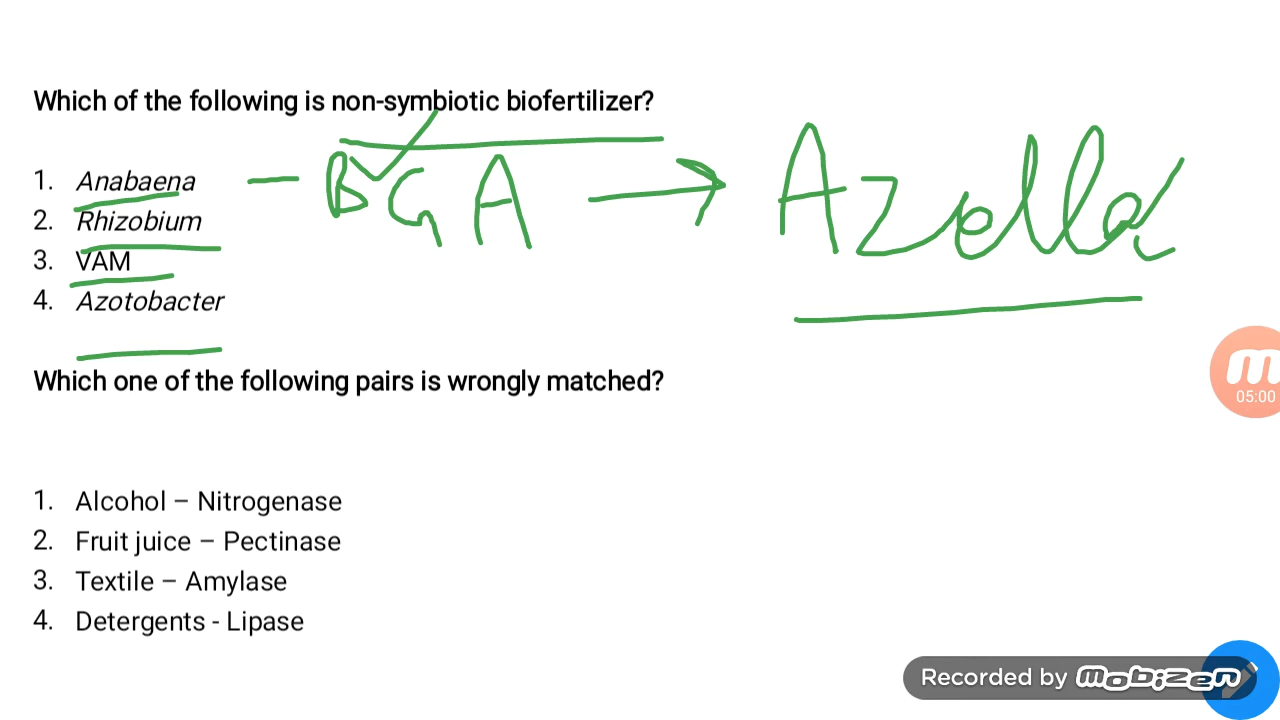 Which of the following is non-symbiotic biofertilizer?
1. Anabaena – BGA → Azolla
2. Rhizobium
3. VAM
4. Azotobacter
Which one of the following pairs is wrongly matched?
05:00
1. Alcohol – Nitrogenase
2. Fruit juice – Pectinase
3. Textile – Amylase
4. Detergents - Lipase
Recorded by mobizen